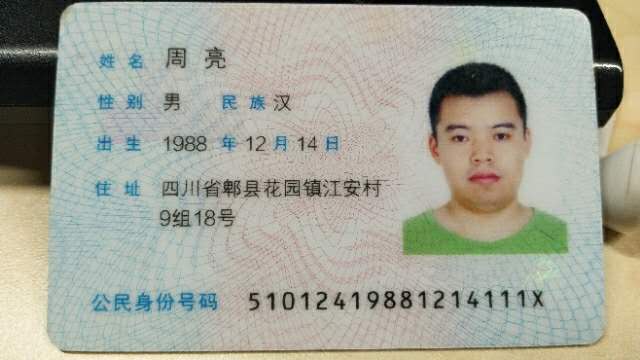 姓名 周亮
性别 男 民族 汉
出生 1988 年 12 月 14 日
住址 四川省郫县花园镇江安村
9组18号
公民身份号码 51012419881214111X